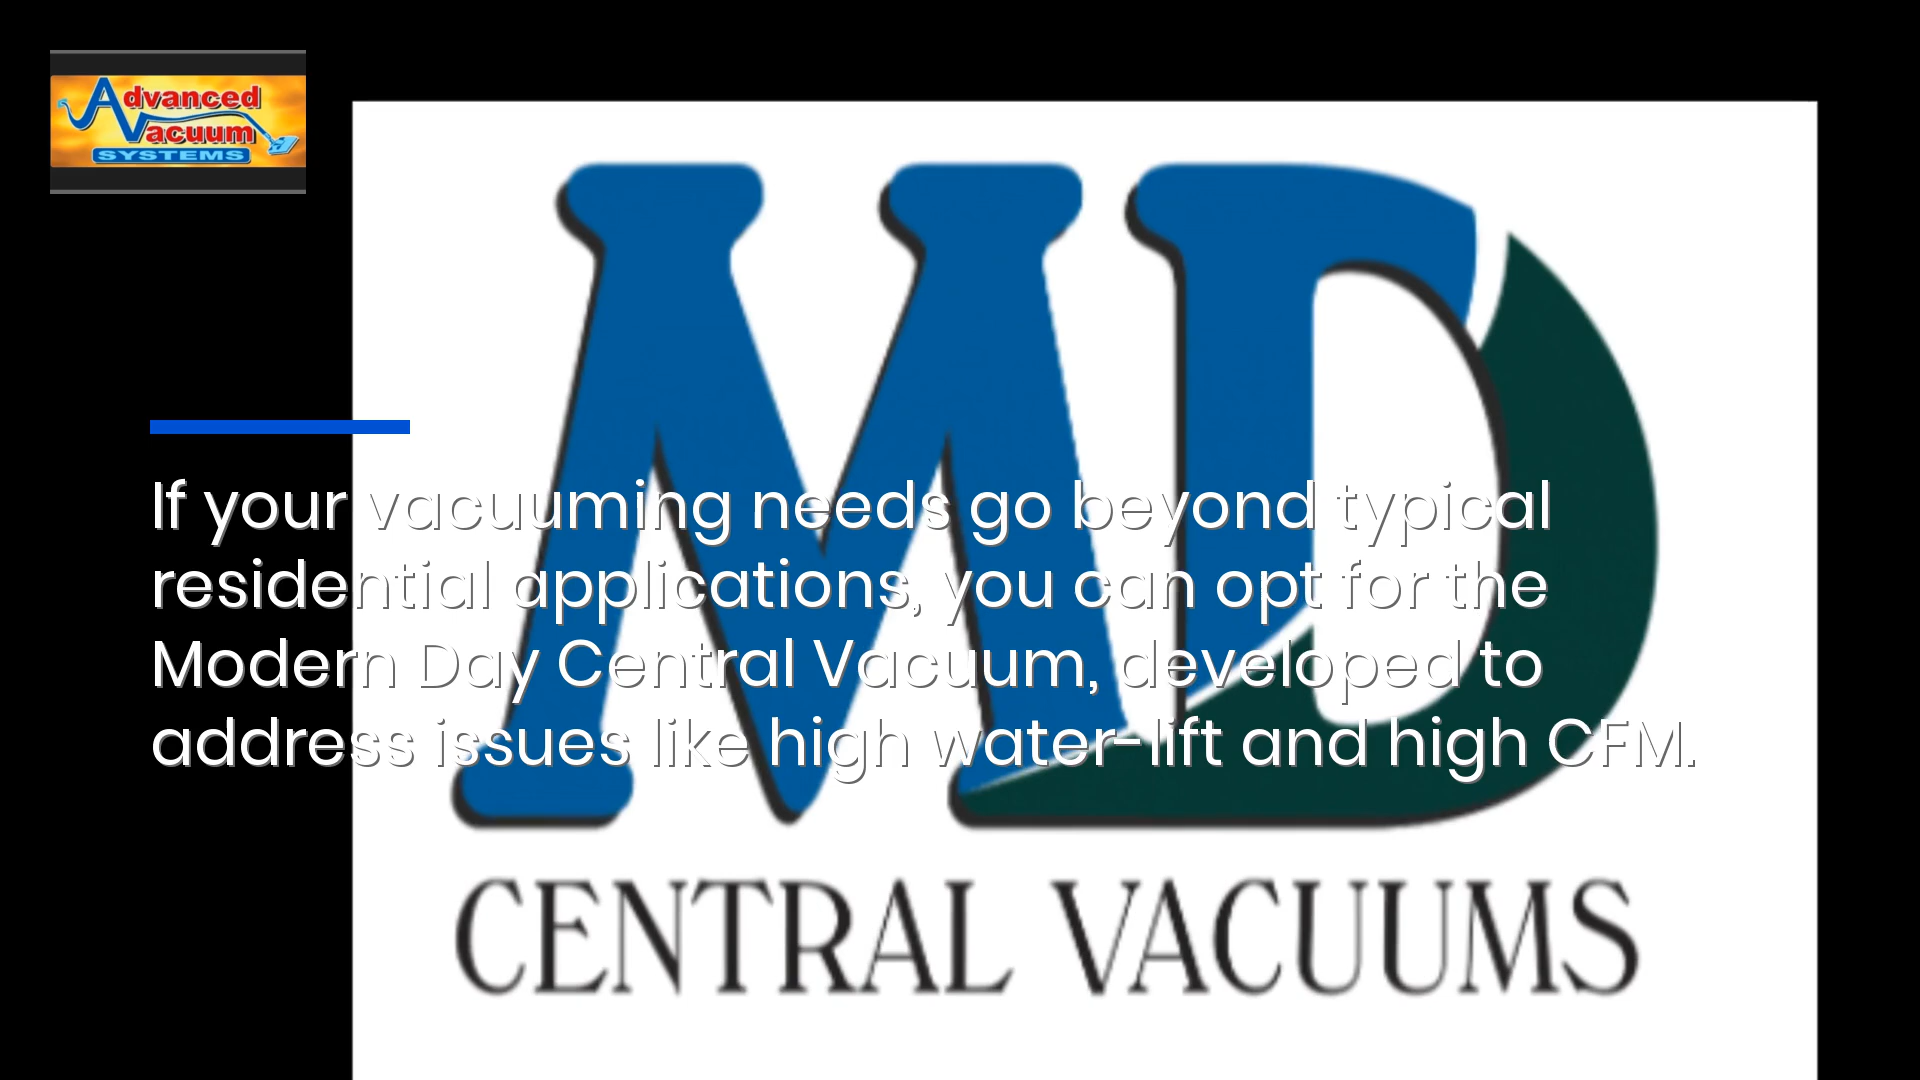 Advanced
Vacuum
SYSTEMS
MD
If your vacuuming needs go beyond typical
residential applications, you can opt for the
Modern Day Central Vacuum, developed to
address issues like high water-lift and high CFM.
CENTRAL VACUUMS